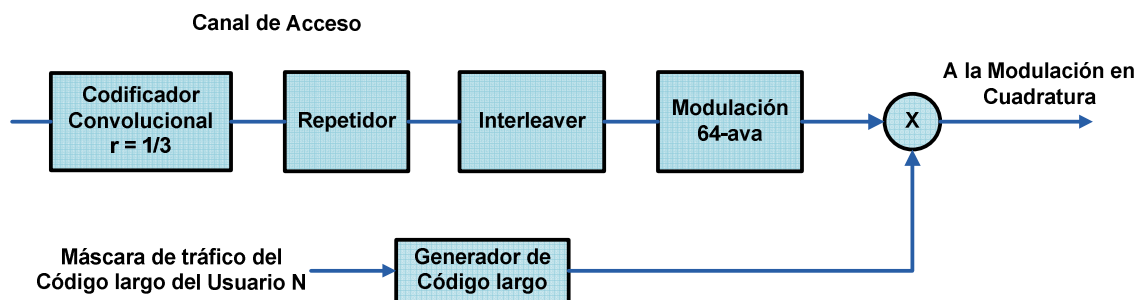 Canal de Acceso
Codificador
Convolucional
r = 1/3
Repetidor
Interleaver
Modulación
64-ava
X
A la Modulación en
Cuadratura
Máscara de tráfico del
Código largo del Usuario N
Generador de
Código largo